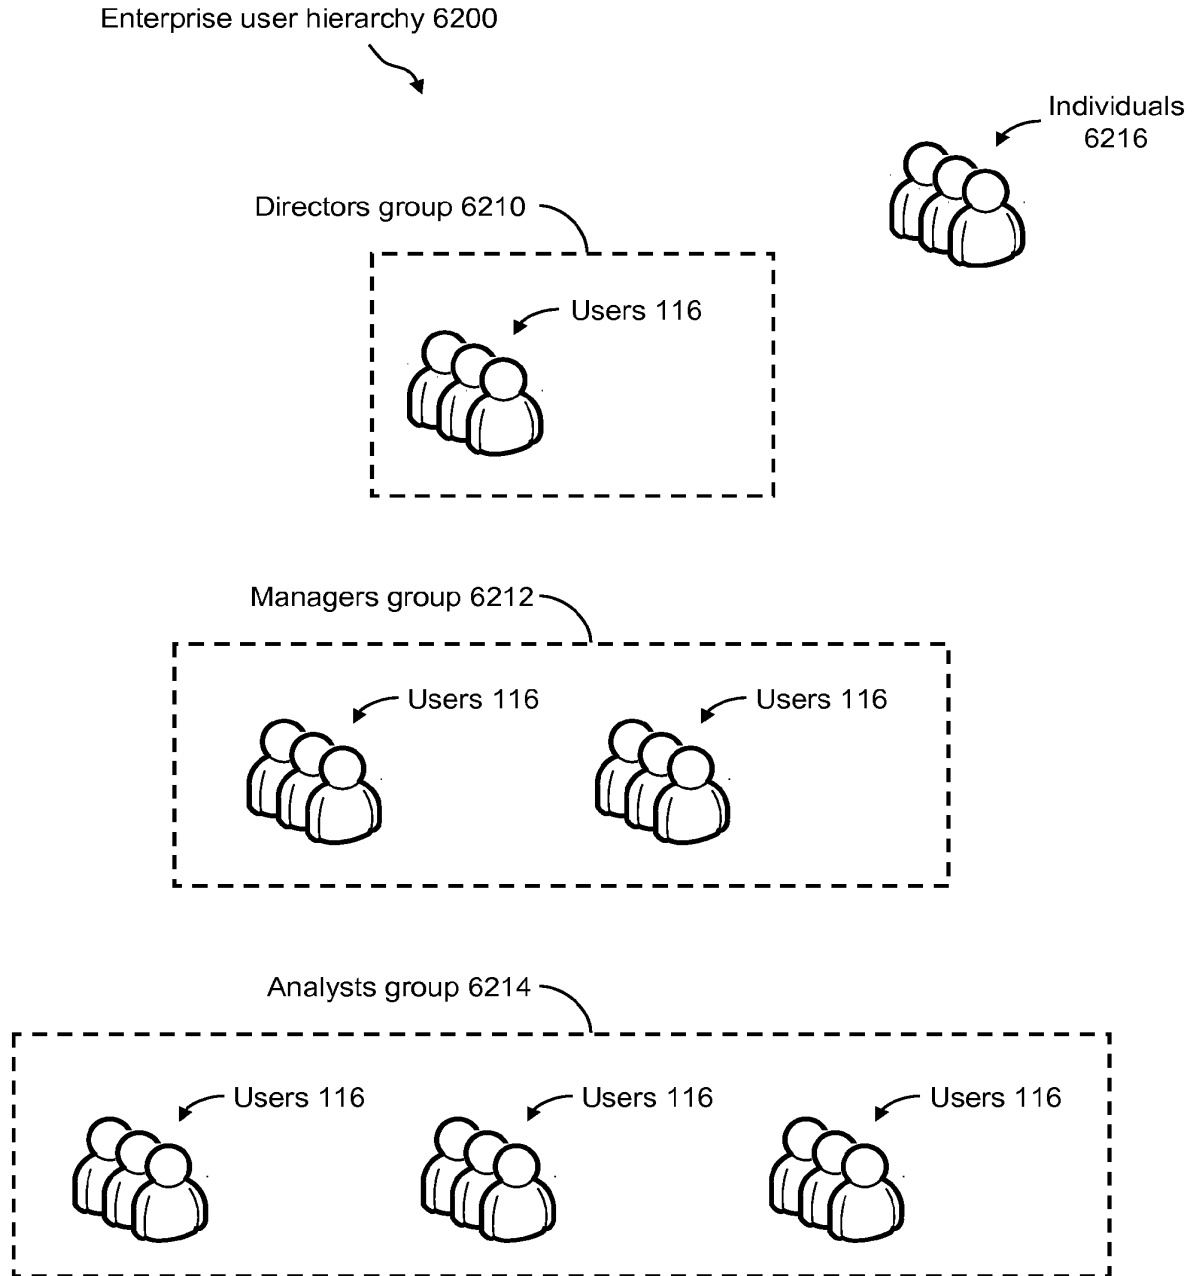 Enterprise user hierarchy 6200
Individuals
6216
Directors group 6210
Users 116
Managers group 6212
Users 116
Users 116
Analysts group 6214
Users 116
Users 116
Users 116